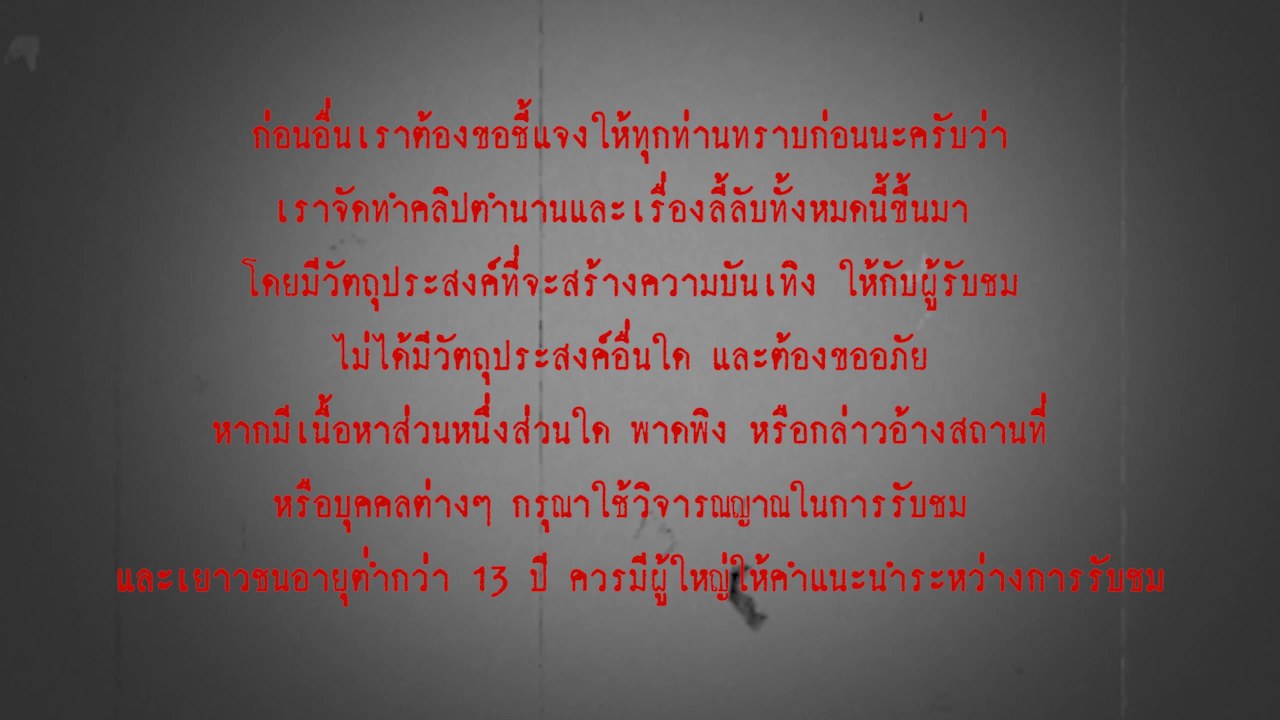 ก่อนอื่นเราต้องขอชี้แจงให้ทุกท่านทราบก่อนนะครับว่า
เราจัดทำคลิปตำนานและเรื่องลี้ลับทั้งหมดนี้ขึ้นมา
โดยมีวัตถุประสงค์ที่จะสร้างความบันเทิง ให้กับผู้รับชม
ไม่ได้มีวัตถุประสงค์อื่นใด และต้องขออภัย
หากมีเนื้อหาส่วนหนึ่งส่วนใด พาดพิง หรือกล่าวอ้างสถานที่
หรือบุคคลต่างๆ กรุณาใช้วิจารณญาณในการรับชม
และเยาวชนอายุต่ำกว่า 13 ปี ควรมีผู้ใหญ่ให้คำแนะนำระหว่างการรับชม